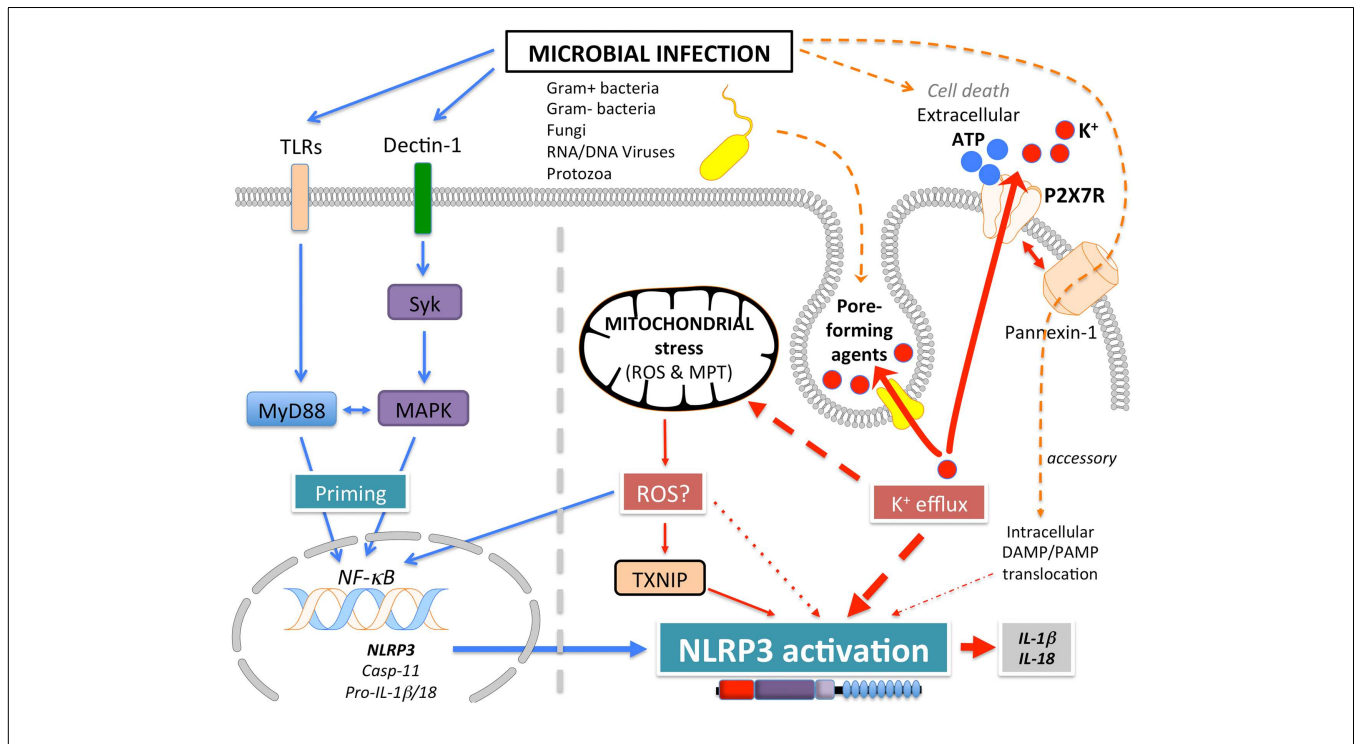 MICROBIAL INFECTION
Gram+ bacteria
Gram- bacteria
Fungi
RNA/DNA Viruses
Protozoa
TLRs
Dectin-1
Cell death
Extracellular
ATP
K⁺
P2X7R
Pannexin-1
Syk
MyD88
MAPK
Priming
MITOCHONDRIAL
stress
(ROS & MPT)
Pore-
forming
agents
accessory
ROS?
K⁺ efflux
TXNIP
Intracellular
DAMP/PAMP
translocation
NF-κB
NLRP3
Casp-11
Pro-IL-1β/18
NLRP3 activation
IL-1β
IL-18